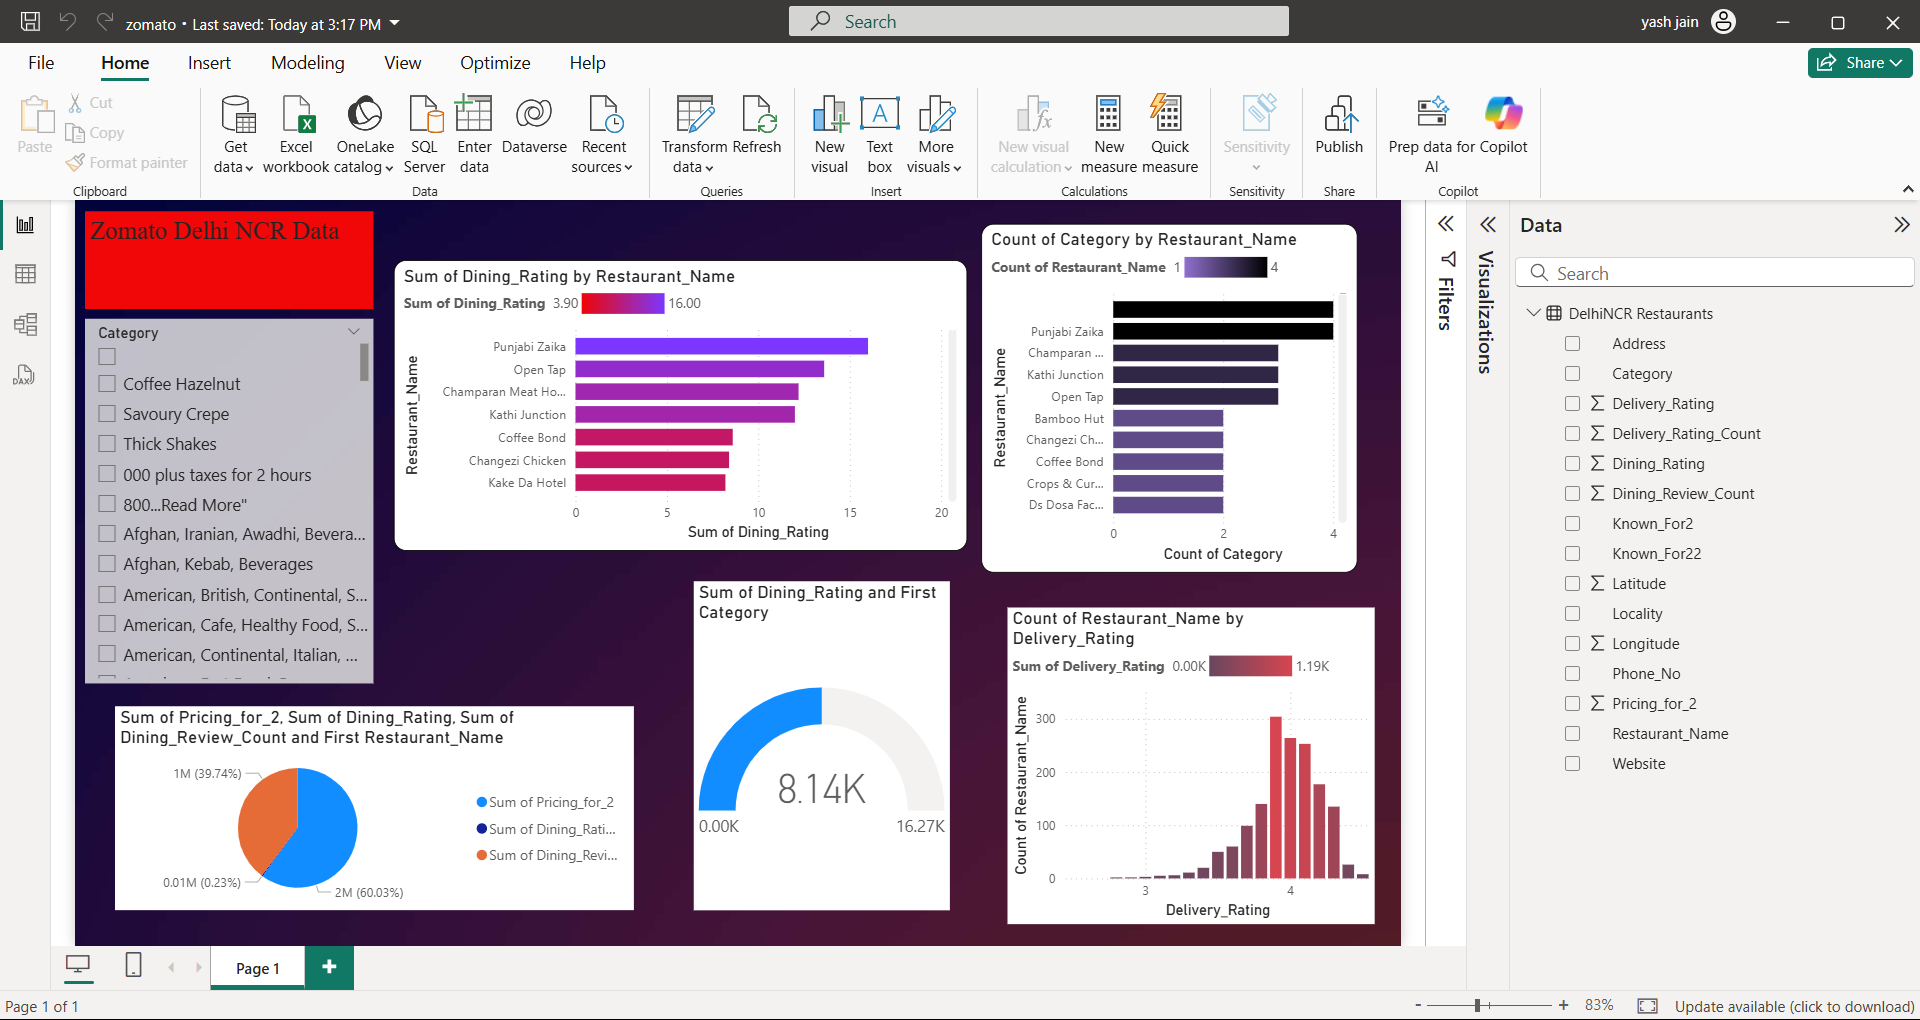 zomato • Last saved: Today at 3:17 PM
Search
yash jain
File
Home
Insert
Modeling
View
Optimize
Help
Share
Paste
Cut
Copy
Format painter
Clipboard
Get data
Excel workbook
OneLake catalog
SQL Server
Enter data
Dataverse
Recent sources
Data
Transform data
Refresh
Queries
New visual
Text box
More visuals
Insert
New visual calculation
New measure
Quick measure
Calculations
Sensitivity
Sensitivity
Publish
Share
Prep data for AI
Copilot
Copilot
Zomato Delhi NCR Data
Category
Coffee Hazelnut
Savoury Crepe
Thick Shakes
000 plus taxes for 2 hours
800...Read More"
Afghan, Iranian, Awadhi, Bevera...
Afghan, Kebab, Beverages
American, British, Continental, S...
American, Cafe, Healthy Food, S...
American, Continental, Italian, ...
Sum of Dining_Rating by Restaurant_Name
Sum of Dining_Rating 3.90 16.00
Restaurant_Name
Punjabi Zaika
Open Tap
Champaran Meat Ho...
Kathi Junction
Coffee Bond
Changezi Chicken
Kake Da Hotel
0 5 10 15 20
Sum of Dining_Rating
Count of Category by Restaurant_Name
Count of Restaurant_Name 1 4
Restaurant_Name
Punjabi Zaika
Champaran ...
Kathi Junction
Open Tap
Bamboo Hut
Changezi Ch...
Coffee Bond
Crops & Cur...
Ds Dosa Fac...
0 2 4
Count of Category
Sum of Pricing_for_2, Sum of Dining_Rating, Sum of
Dining_Review_Count and First Restaurant_Name
1M (39.74%)
0.01M (0.23%)
2M (60.03%)
Sum of Pricing_for_2
Sum of Dining_Rati...
Sum of Dining_Revi...
Sum of Dining_Rating and First
Category
8.14K
0.00K
16.27K
Count of Restaurant_Name by
Delivery_Rating
Sum of Delivery_Rating 0.00K 1.19K
Count of Restaurant_Name
300
200
100
0
3 4
Delivery_Rating
Filters
Visualizations
Data
Search
DelhiNCR Restaurants
Address
Category
Delivery_Rating
Delivery_Rating_Count
Dining_Rating
Dining_Review_Count
Known_For2
Known_For22
Latitude
Locality
Longitude
Phone_No
Pricing_for_2
Restaurant_Name
Website
DAX
Page 1
Page 1 of 1
- + 83%
Update available (click to download)